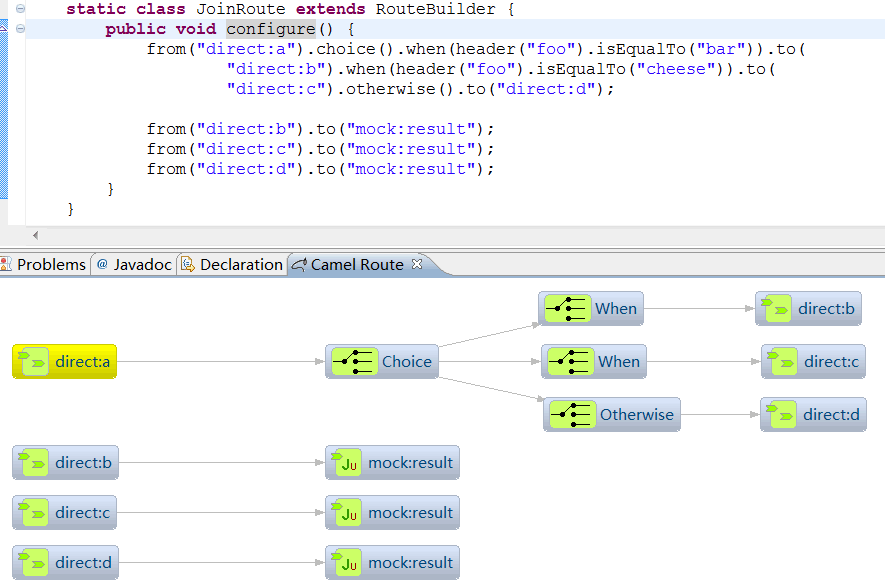 static class JoinRoute extends RouteBuilder {
public void configure() {
from("direct:a").choice().when(header("foo").isEqualTo("bar")).to(
"direct:b").when(header("foo").isEqualTo("cheese")).to(
"direct:c").otherwise().to("direct:d");
from("direct:b").to("mock:result");
from("direct:c").to("mock:result");
from("direct:d").to("mock:result");
}
}
Problems @ Javadoc Declaration Camel Route
When direct:b
direct:a Choice When direct:c
Otherwise direct:d
direct:b Ju mock:result
direct:c Ju mock:result
direct:d Ju mock:result